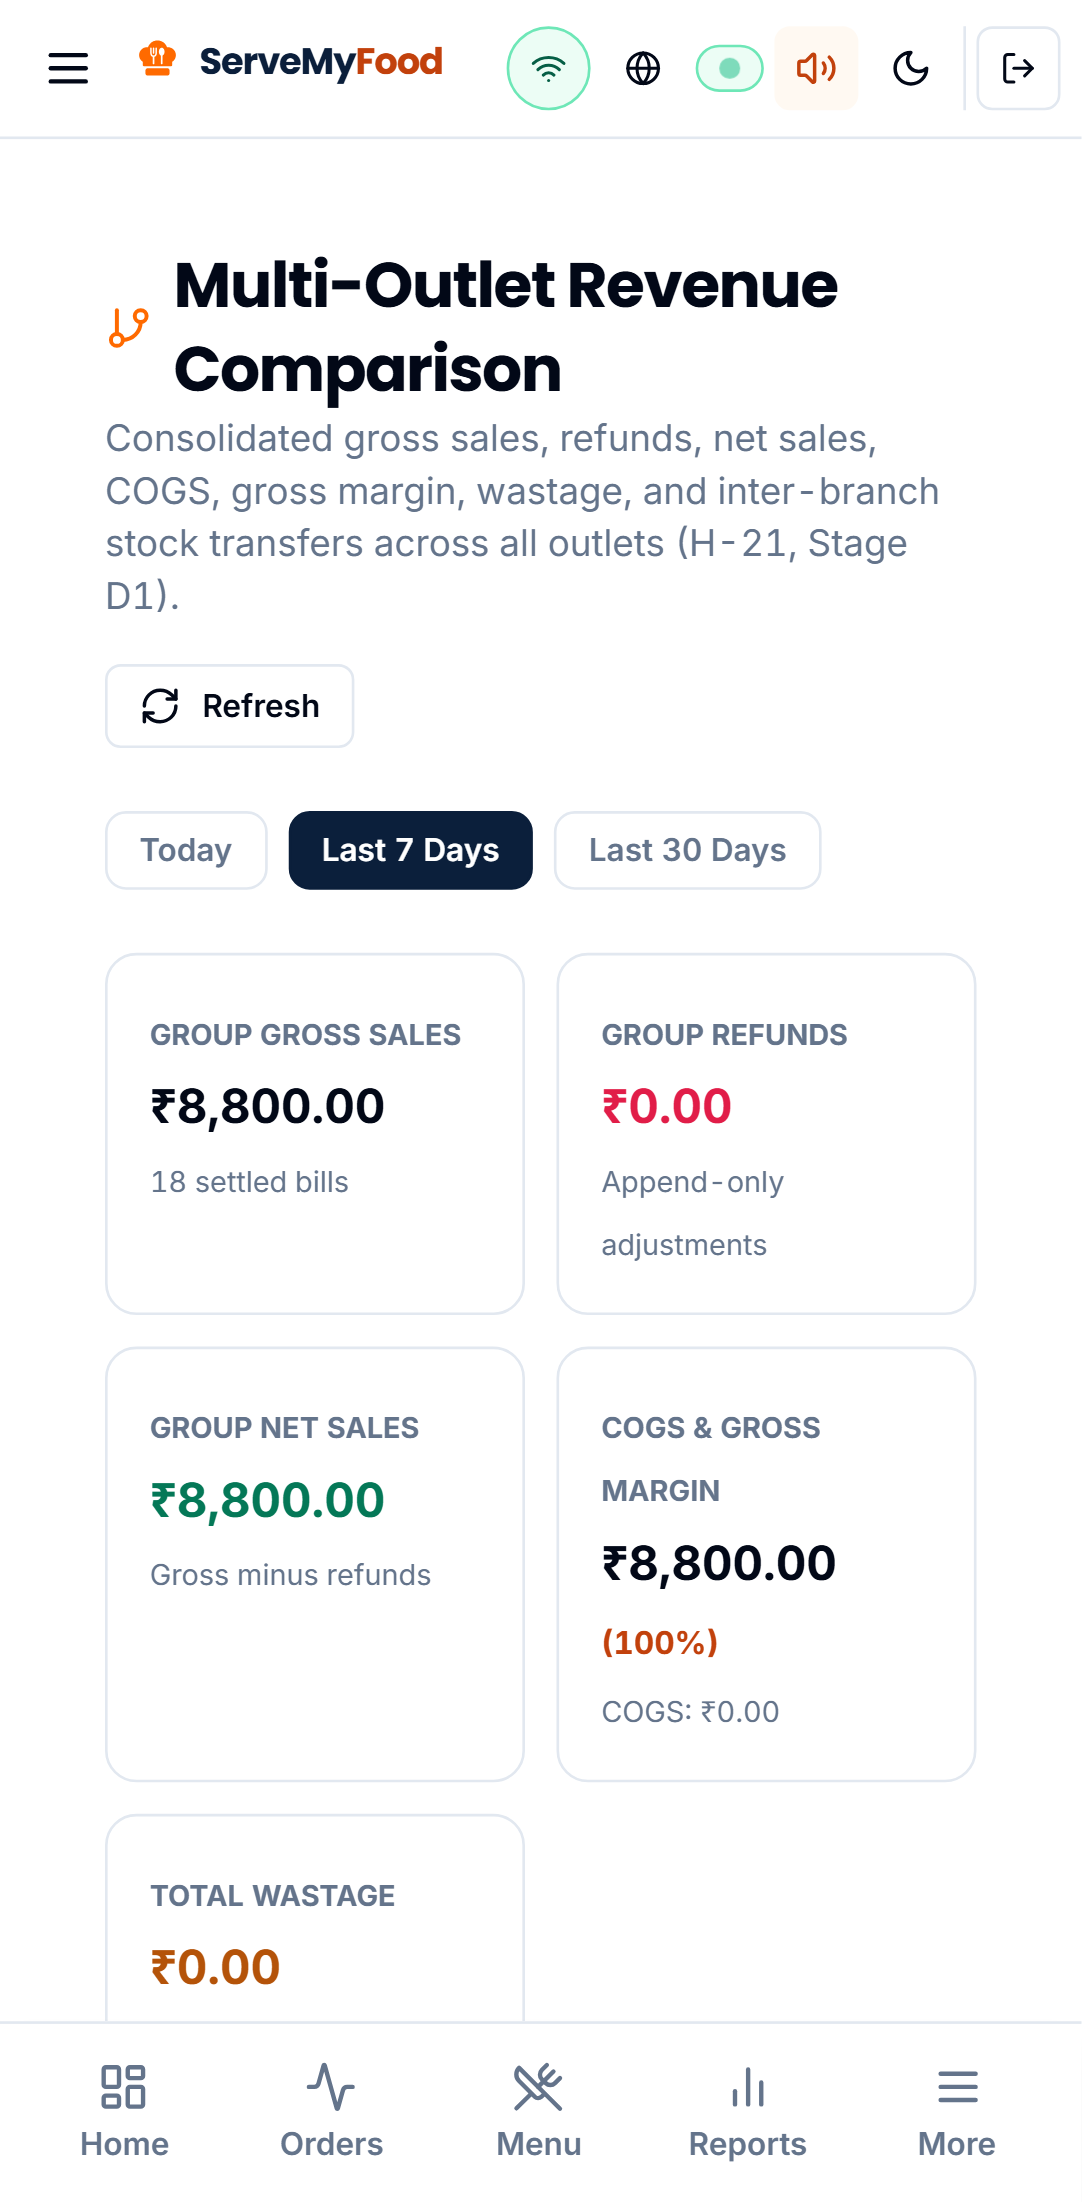 ServeMyFood
Multi-Outlet Revenue
Comparison
Consolidated gross sales, refunds, net sales,
COGS, gross margin, wastage, and inter-branch
stock transfers across all outlets (H-21, Stage
D1).
Refresh
Today
Last 7 Days
Last 30 Days
GROUP GROSS SALES
₹8,800.00
18 settled bills
GROUP REFUNDS
₹0.00
Append-only
adjustments
GROUP NET SALES
₹8,800.00
Gross minus refunds
COGS & GROSS
MARGIN
₹8,800.00
(100%)
COGS: ₹0.00
TOTAL WASTAGE
₹0.00
Home
Orders
Menu
Reports
More